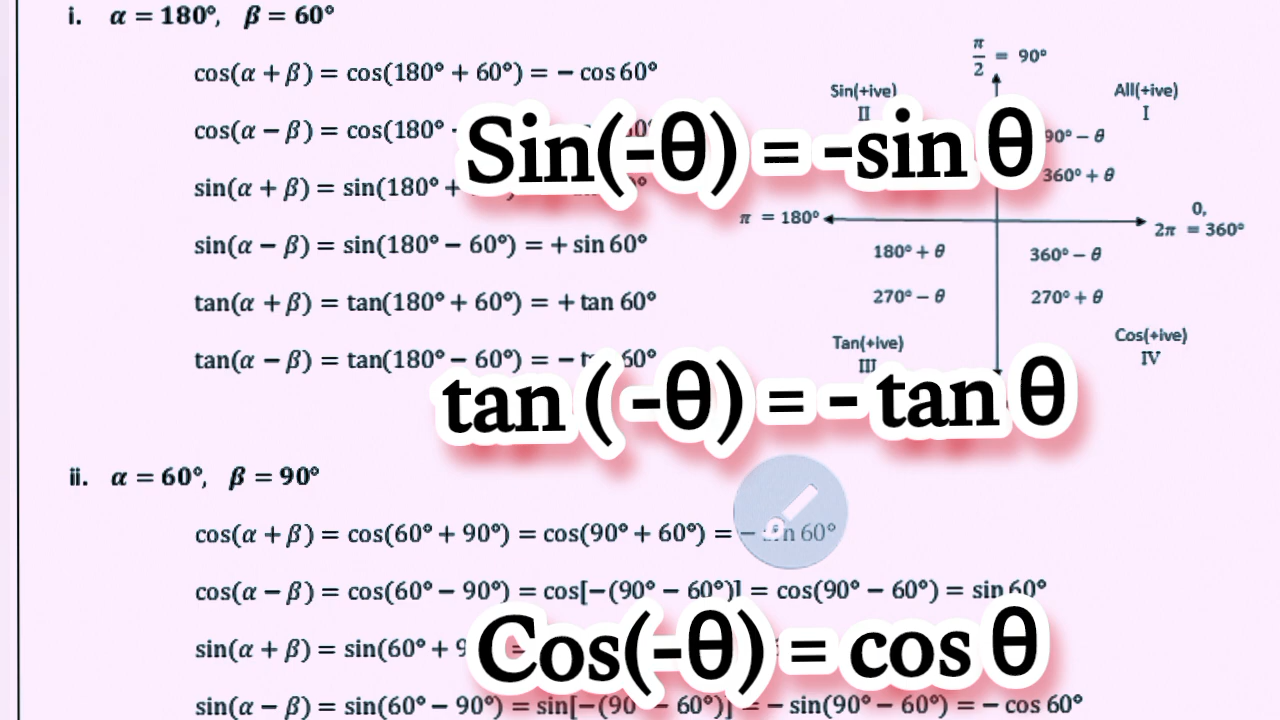 i. α = 180°, β = 60°
cos(α + β) = cos(180° + 60°) = − cos 60°
cos(α − β) = cos(180°
sin(α + β) = sin(180° +
sin(α − β) = sin(180° − 60°) = + sin 60°
tan(α + β) = tan(180° + 60°) = + tan 60°
tan(α − β) = tan(180° − 60°) = − 60°
π/2 = 90°
Sin(+ive)
II
All(+ive)
I
90° − θ
360° + θ
π = 180°
0,
2π = 360°
180° + θ
360° − θ
270° − θ
270° + θ
Tan(+ive)
III
Cos(+ive)
IV
Sin(-θ) = -sin θ
tan (-θ) = - tan θ
ii. α = 60°, β = 90°
cos(α + β) = cos(60° + 90°) = cos(90° + 60°) = − sin 60°
cos(α − β) = cos(60° − 90°) = cos[−(90° − 60°)] = cos(90° − 60°) = sin 60°
sin(α + β) = sin(60° + 9
Cos(-θ) = cos θ
sin(α − β) = sin(60° − 90°) = sin[−(90 − 60°)] = − sin(90° − 60°) = − cos 60°